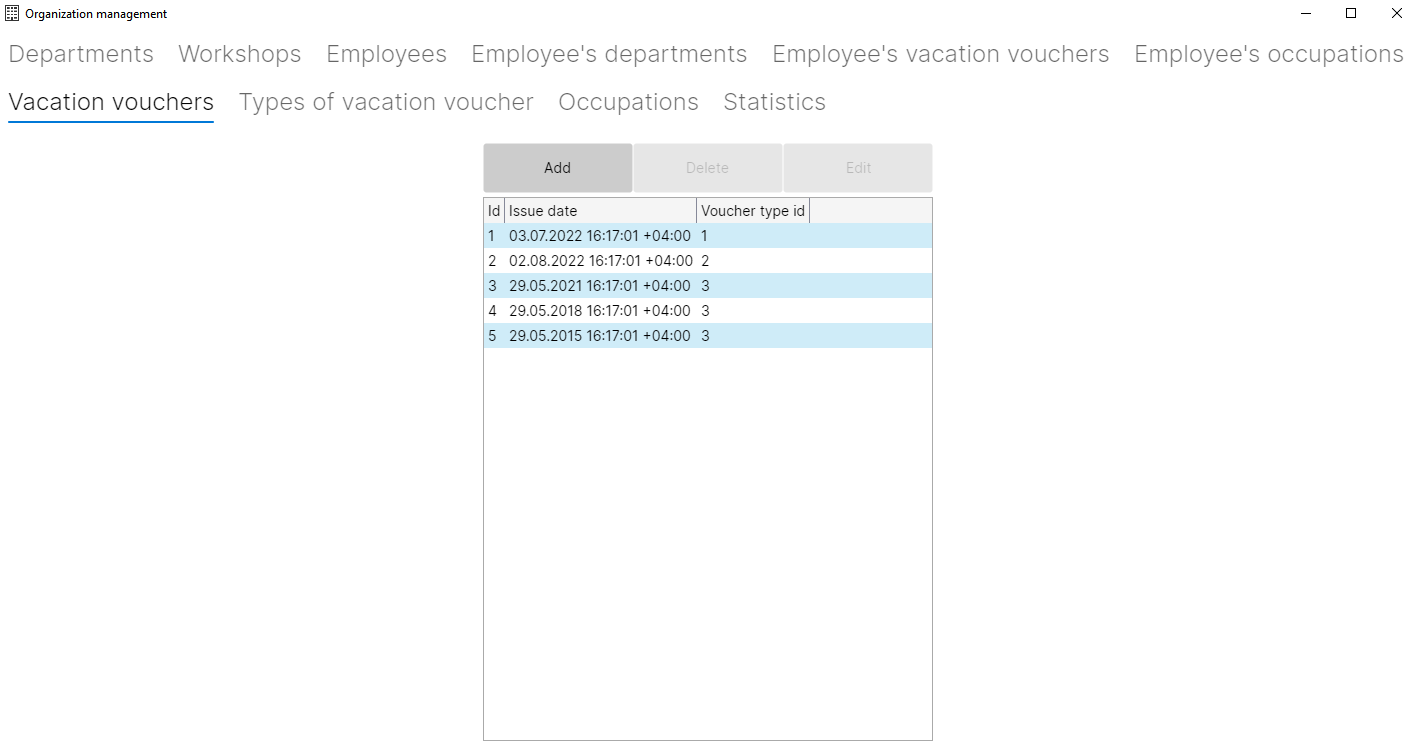 Organization management
Departments Workshops Employees Employee's departments Employee's vacation vouchers Employee's occupations
Vacation vouchers Types of vacation voucher Occupations Statistics
Add Delete Edit
Id Issue date Voucher type id
1 03.07.2022 16:17:01 +04:00 1
2 02.08.2022 16:17:01 +04:00 2
3 29.05.2021 16:17:01 +04:00 3
4 29.05.2018 16:17:01 +04:00 3
5 29.05.2015 16:17:01 +04:00 3